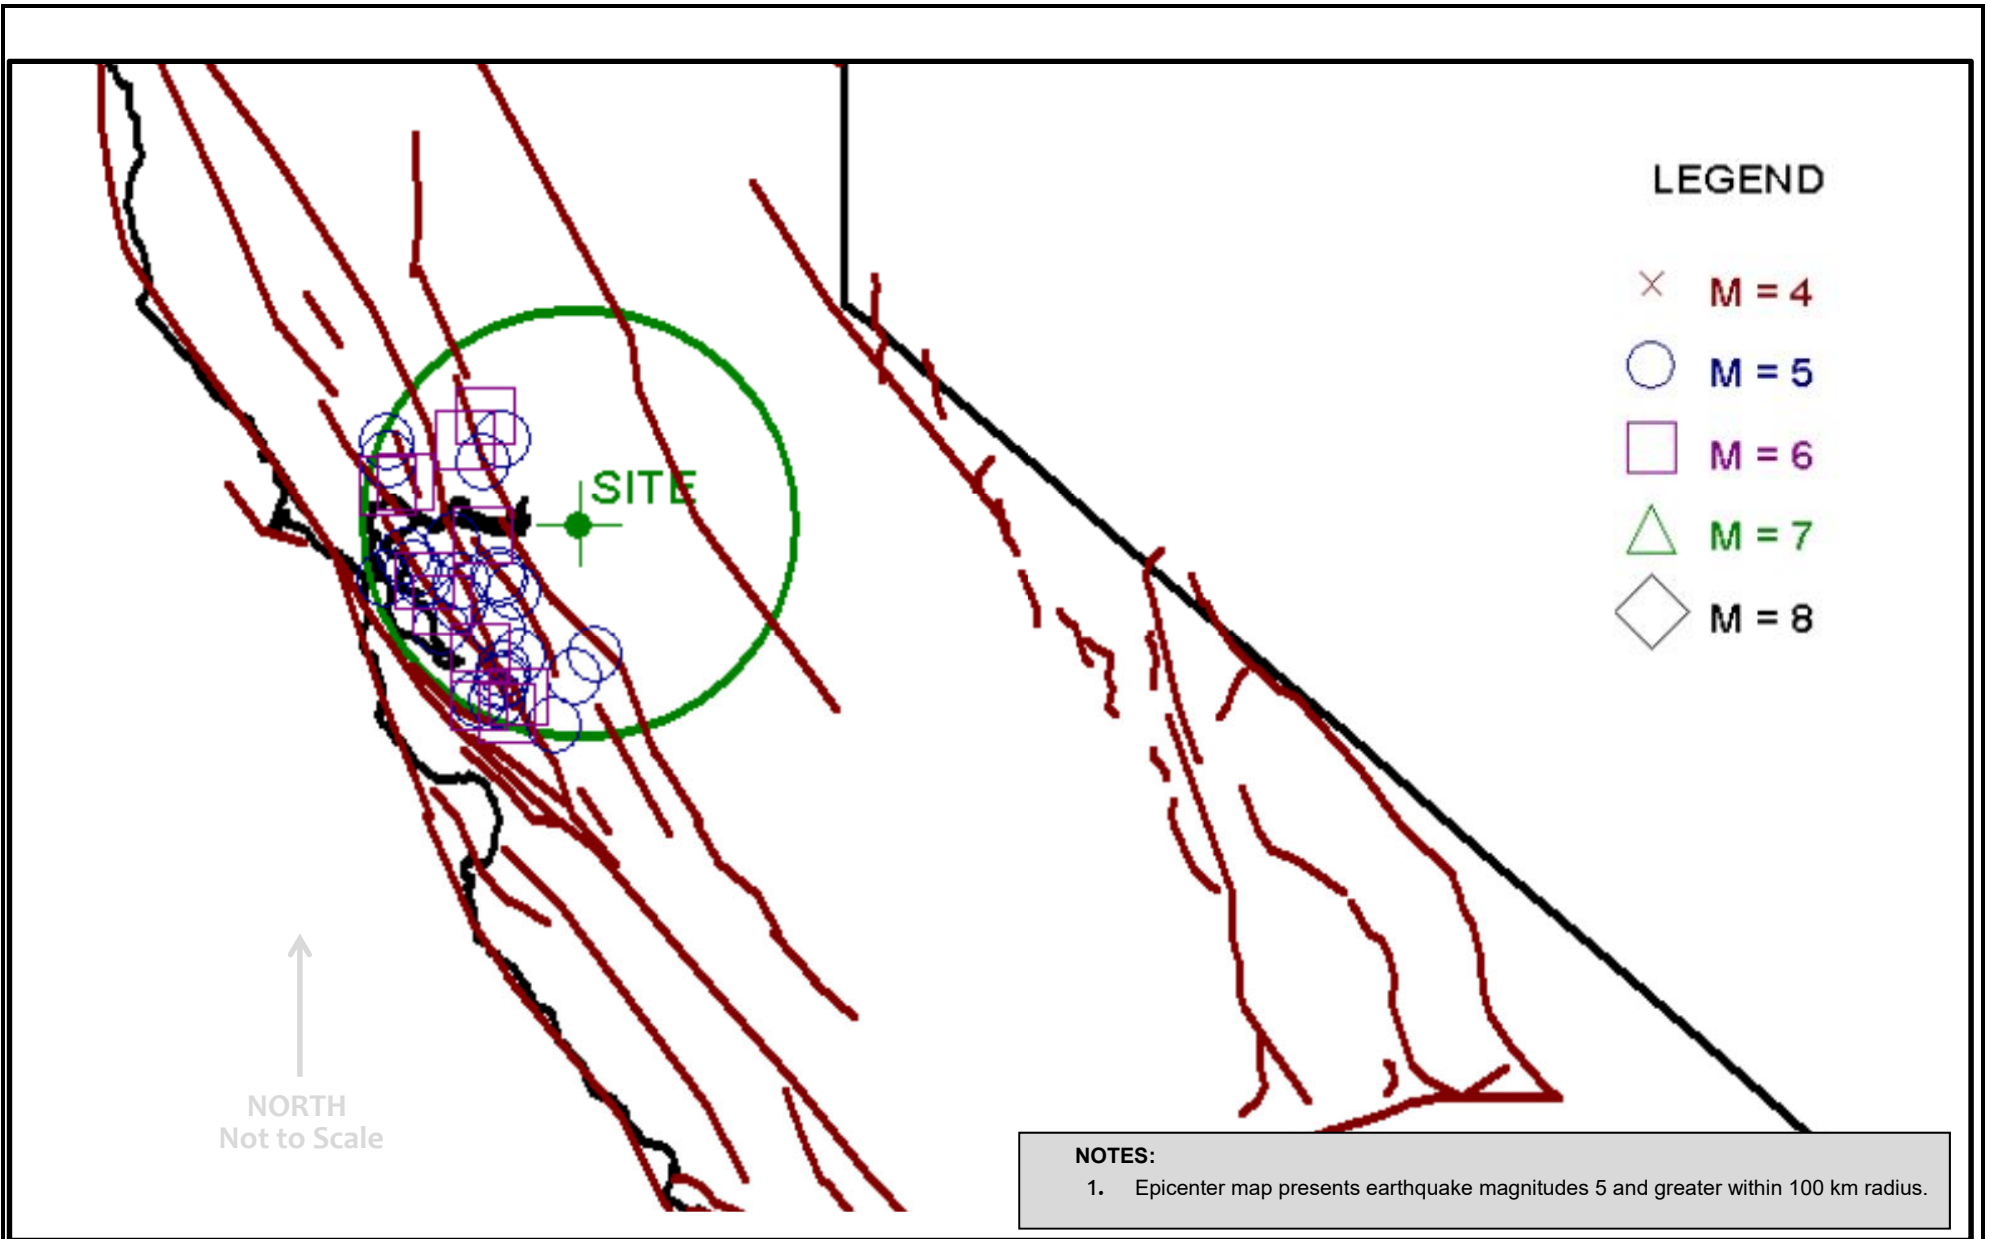 LEGEND
M = 4
M = 5
M = 6
M = 7
M = 8
SITE
NORTH
Not to Scale
NOTES:
1. Epicenter map presents earthquake magnitudes 5 and greater within 100 km radius.